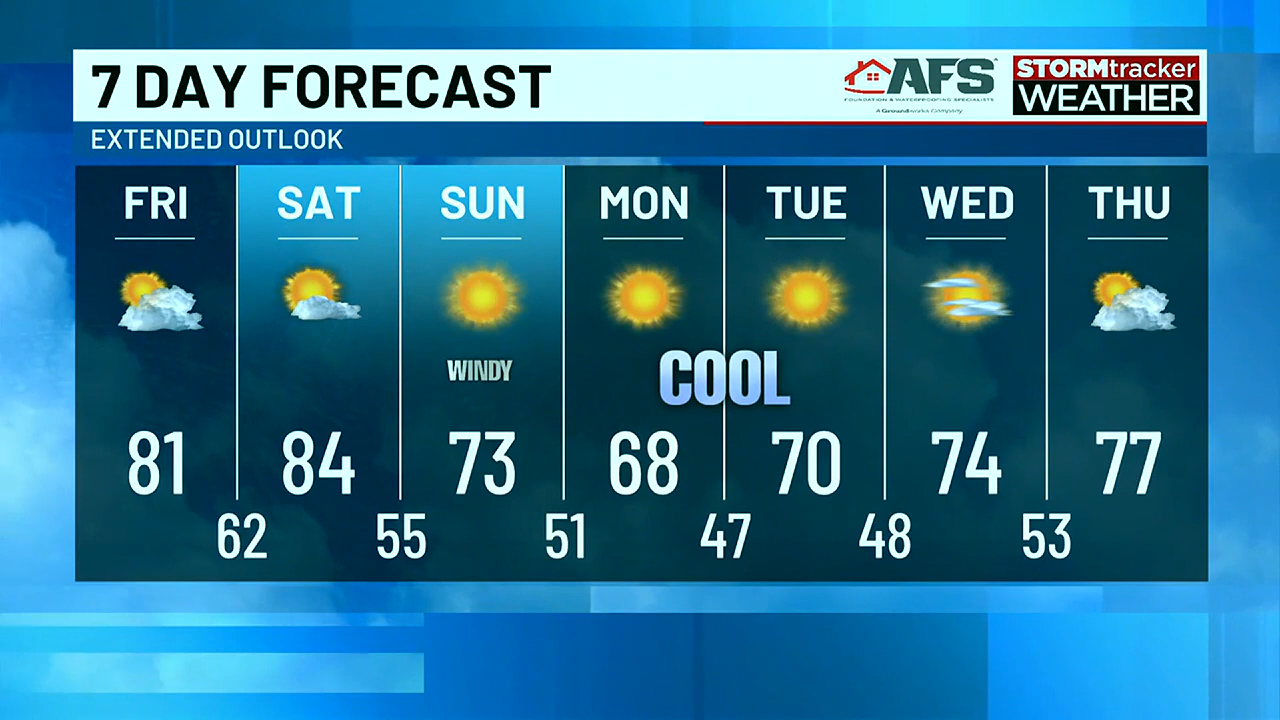 7 DAY FORECAST
AFS
FOUNDATION & WATERPROOFING SPECIALISTS
A Groundworks Company
STORMtracker
WEATHER
EXTENDED OUTLOOK
FRI SAT SUN MON TUE WED THU
WINDY
COOL
81 84 73 68 70 74 77
62 55 51 47 48 53